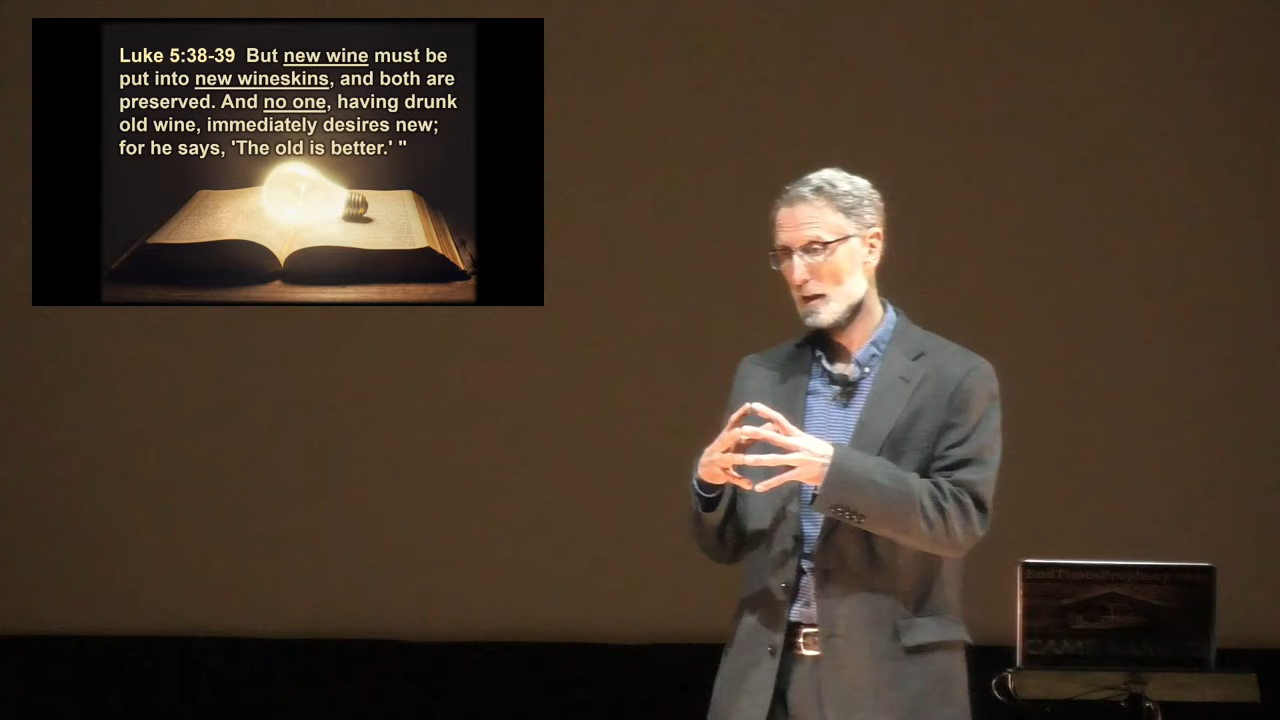 Luke 5:38-39 But new wine must be
put into new wineskins, and both are
preserved. And no one, having drunk
old wine, immediately desires new;
for he says, 'The old is better.' "
EndTimesProphecy